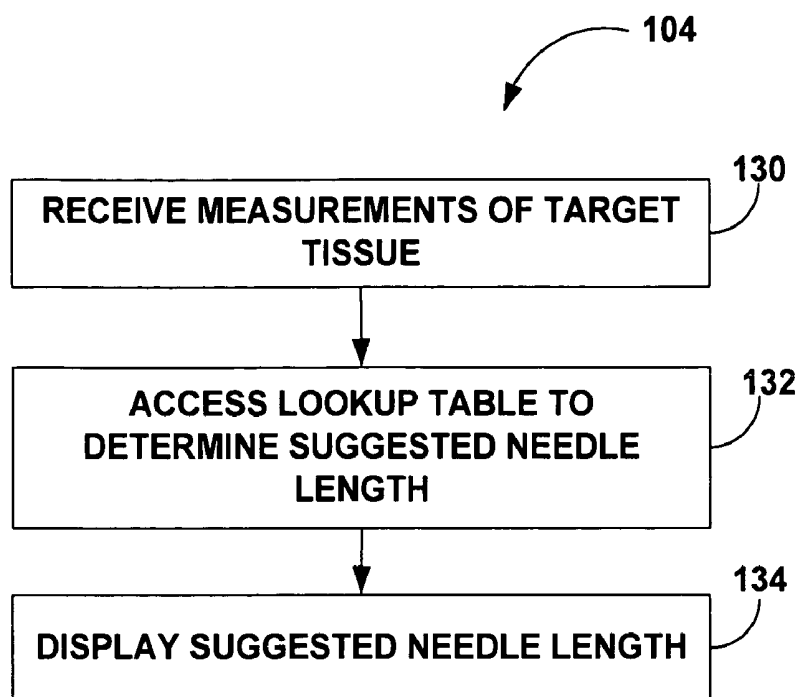 104
130
RECEIVE MEASUREMENTS OF TARGET
TISSUE
132
ACCESS LOOKUP TABLE TO
DETERMINE SUGGESTED NEEDLE
LENGTH
134
DISPLAY SUGGESTED NEEDLE LENGTH